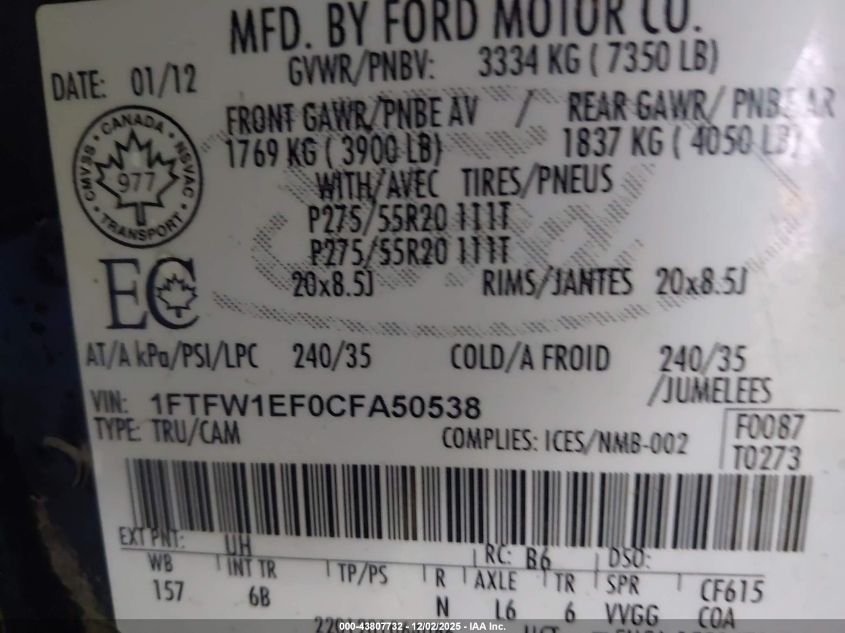 MFD. BY FORD MOTOR CO.
DATE: 01/12
GVWR/PNBV: 3334 KG ( 7350 LB)
FRONT GAWR/PNBE AV / REAR GAWR/ PNBE AR
1769 KG ( 3900 LB) 1837 KG ( 4050 LB)
CANADA
CMVSS NSVAC
977
TRANSPORT
WITH/AVEC TIRES/PNEUS
P275/55R20 111T
P275/55R20 111T
20x8.5J RIMS/JANTES 20x8.5J
EC
AT/A kPa/PSI/LPC 240/35 COLD/A FROID 240/35
/JUMELEES
VIN: 1FTFW1EF0CFA50538
TYPE: TRU/CAM COMPLIES: ICES/NMB-002
F0087
T0273
EXT PNT: UH RC: B6 DSO:
WB INT TR TP/PS R AXLE TR SPR CF615
157 6B N L6 6 VVGG COA
000-43807732 - 12/02/2025 - IAA Inc.